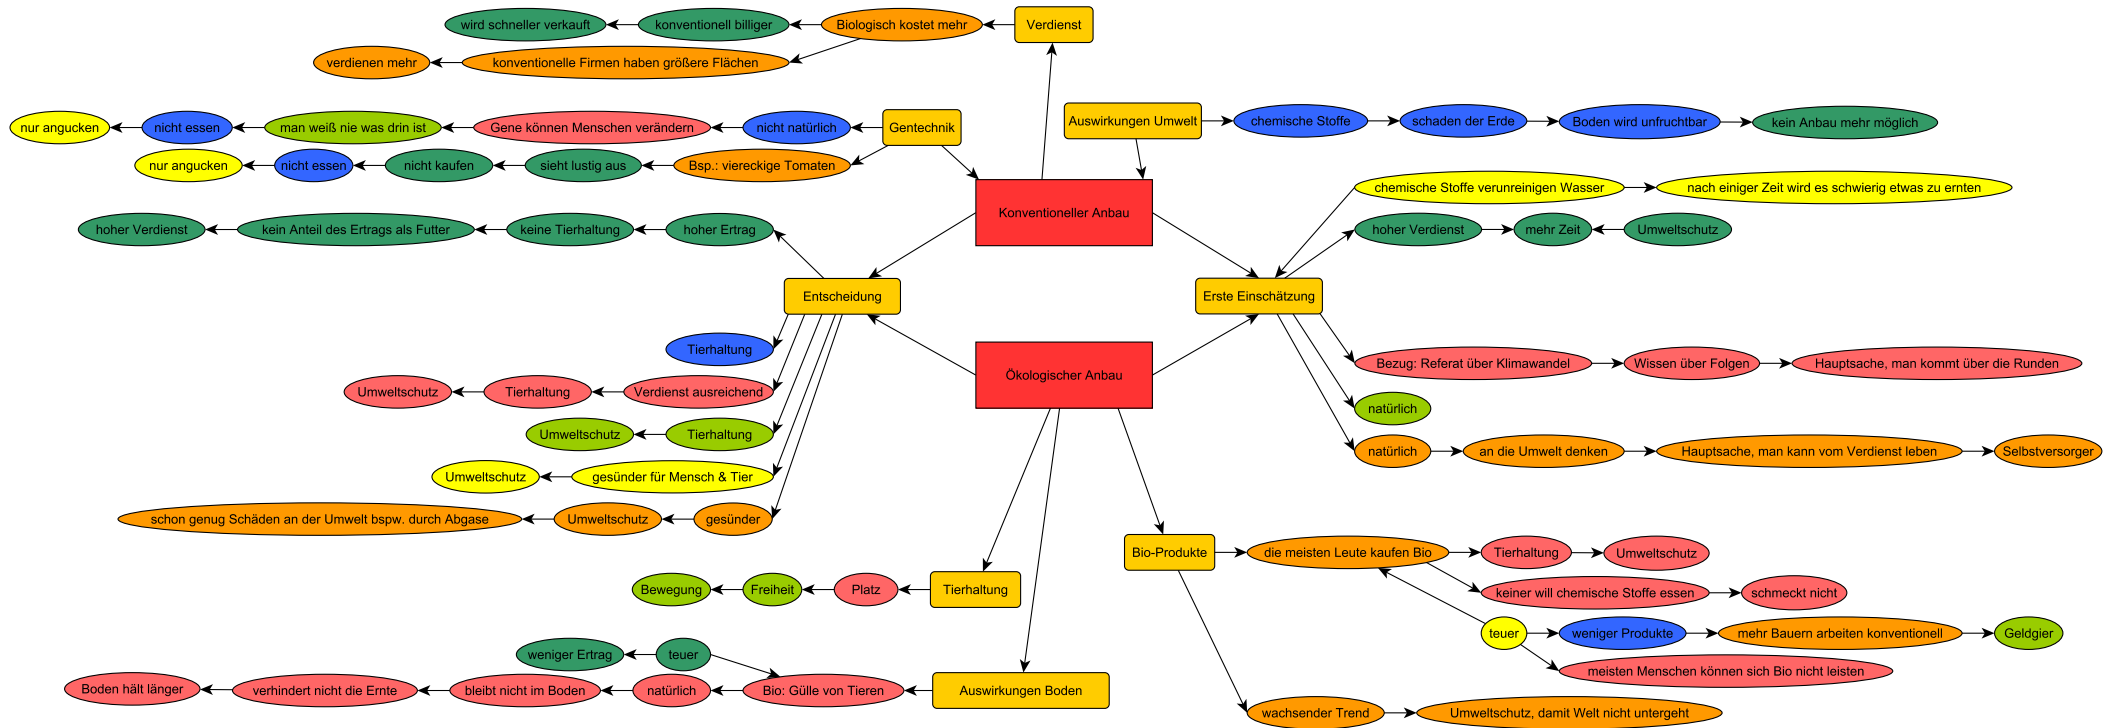 wird schneller verkauft
konventionell billiger
Biologisch kostet mehr
Verdienst
verdienen mehr
konventionelle Firmen haben größere Flächen
nur angucken
nicht essen
man weiß nie was drin ist
Gene können Menschen verändern
nicht natürlich
Gentechnik
Auswirkungen Umwelt
chemische Stoffe
schaden der Erde
Boden wird unfruchtbar
kein Anbau mehr möglich
nur angucken
nicht essen
nicht kaufen
sieht lustig aus
Bsp.: viereckige Tomaten
chemische Stoffe verunreinigen Wasser
nach einiger Zeit wird es schwierig etwas zu ernten
Konventioneller Anbau
hoher Verdienst
kein Anteil des Ertrags als Futter
keine Tierhaltung
hoher Ertrag
hoher Verdienst
mehr Zeit
Umweltschutz
Entscheidung
Erste Einschätzung
Tierhaltung
Bezug: Referat über Klimawandel
Wissen über Folgen
Hauptsache, man kommt über die Runden
Ökologischer Anbau
Umweltschutz
Tierhaltung
Verdienst ausreichend
natürlich
Umweltschutz
Tierhaltung
natürlich
an die Umwelt denken
Hauptsache, man kann vom Verdienst leben
Selbstversorger
Umweltschutz
gesünder für Mensch & Tier
schon genug Schäden an der Umwelt bspw. durch Abgase
Umweltschutz
gesünder
Bio-Produkte
die meisten Leute kaufen Bio
Tierhaltung
Umweltschutz
Bewegung
Freiheit
Platz
Tierhaltung
keiner will chemische Stoffe essen
schmeckt nicht
teuer
weniger Produkte
mehr Bauern arbeiten konventionell
Geldgier
weniger Ertrag
teuer
meisten Menschen können sich Bio nicht leisten
Boden hält länger
verhindert nicht die Ernte
bleibt nicht im Boden
natürlich
Bio: Gülle von Tieren
Auswirkungen Boden
wachsender Trend
Umweltschutz, damit Welt nicht untergeht